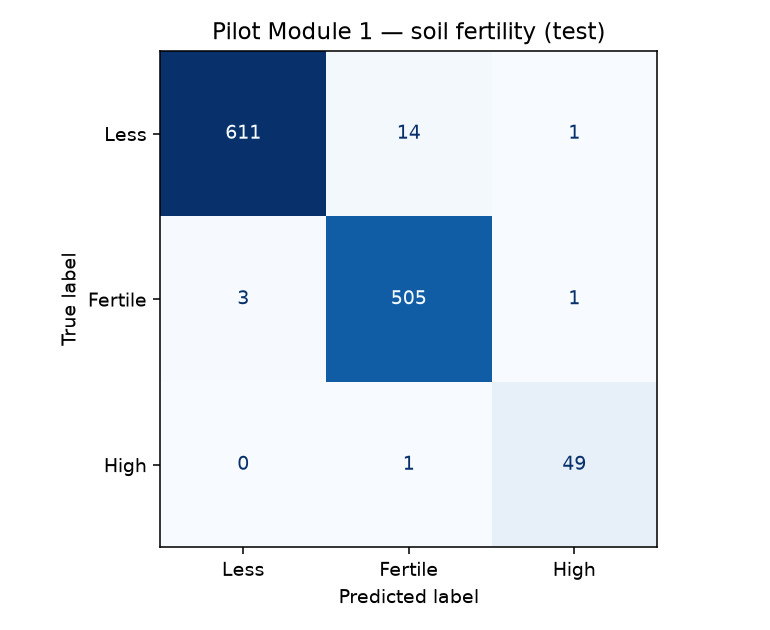 Pilot Module 1 — soil fertility (test)
Less 611 14 1
Fertile 3 505 1
High 0 1 49
Less Fertile High
Predicted label
True label